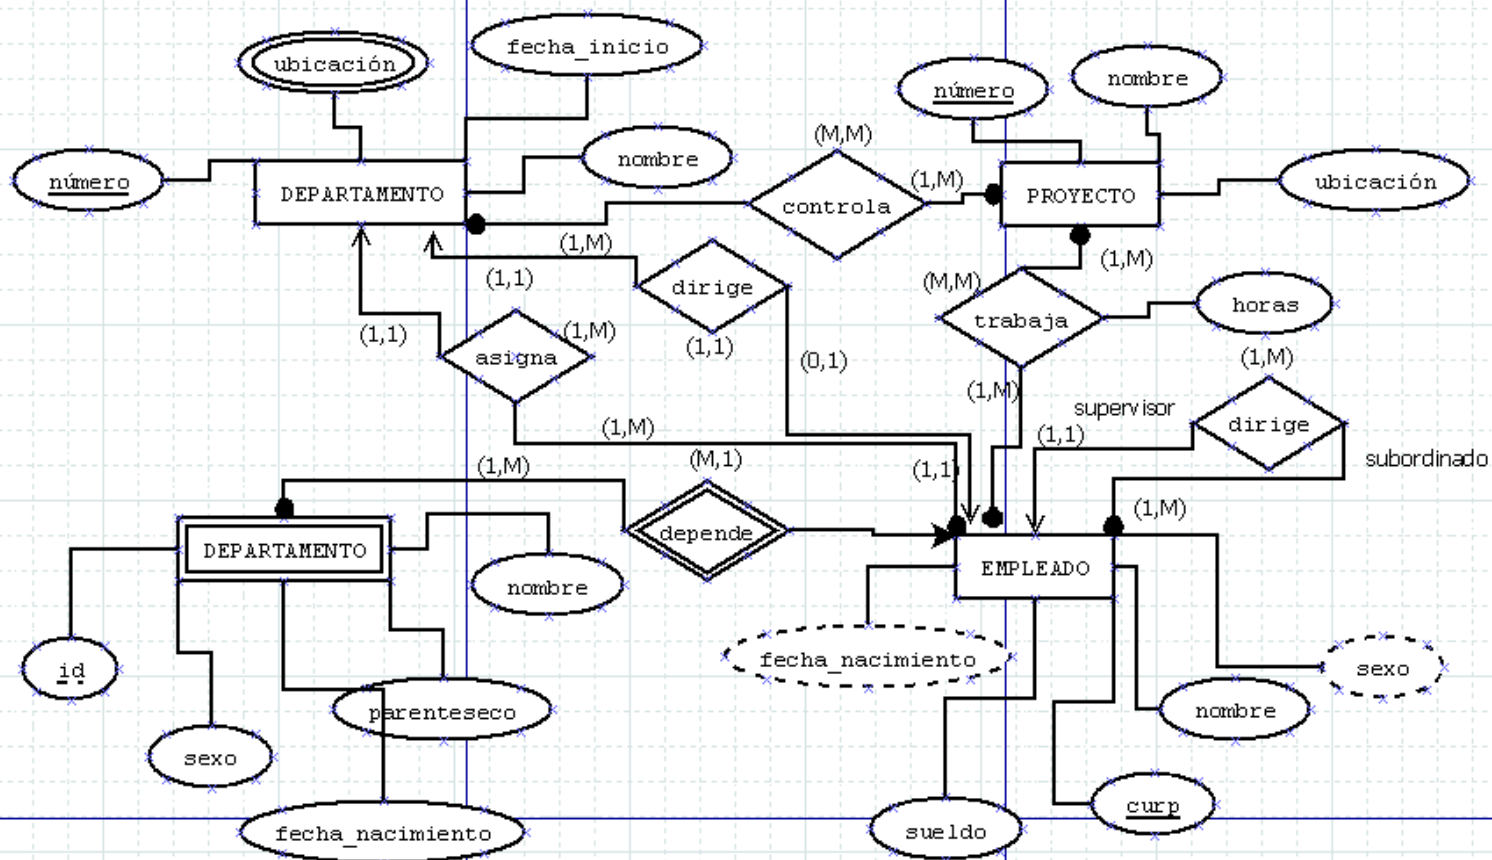 fecha_inicio
ubicación
nombre
número
(M,M)
nombre
número
(1,M)
ubicación
DEPARTAMENTO
controla
PROYECTO
(1,M)
(1,1)
dirige
(M,M)
(1,M)
horas
trabaja
(1,1)
(1,M)
asigna
(1,1)
(0,1)
(1,M)
(1,M)
supervisor
dirige
(1,M)
(1,1)
subordinado
(1,M)
(M,1)
(1,1)
(1,M)
depende
DEPARTAMENTO
EMPLEADO
nombre
id
fecha_nacimiento
sexo
parenteseco
nombre
sexo
curp
fecha_nacimiento
sueldo